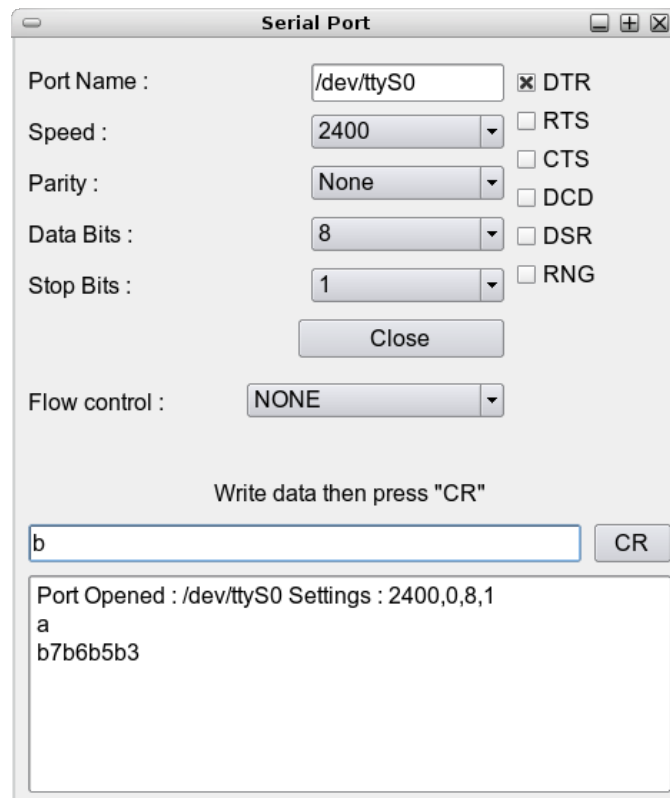 Serial Port
Port Name : /dev/ttyS0 DTR
Speed : 2400 RTS
CTS
Parity : None
DCD
Data Bits : 8 DSR
Stop Bits : 1 RNG
Close
Flow control : NONE
Write data then press "CR"
b CR
Port Opened : /dev/ttyS0 Settings : 2400,0,8,1
a
b7b6b5b3